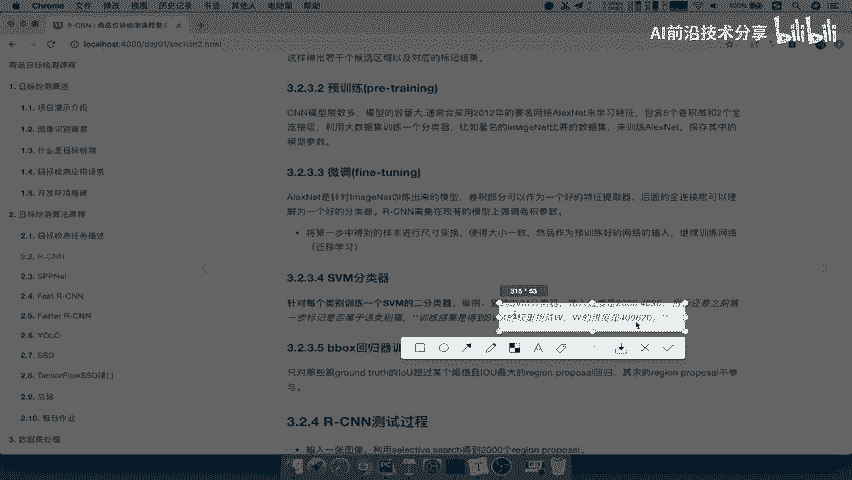 Chrome 文件 修改 视图 历史记录 书签 其他人 电脑版 窗口 帮助
100%
AI前沿技术分享 bilibili
localhost:4000/day01/section2.html
商品目标检测课程
1. 目标检测概述
1.1. 项目演示介绍
1.2. 图像识别背景
1.3. 什么是目标检测
1.4. 目标检测应用场景
1.5. 开发环境搭建
2. 目标检测算法原理
2.1. 目标检测任务描述
2.2. R-CNN
2.3. SPPNet
2.4. Fast R-CNN
2.5. Faster R-CNN
2.6. YOLO
2.7. SSD
2.8. TensorFlowSSD接口
2.9. 总结
2.10. 每日作业
3. 数据集处理
这样得出若干个候选区域以及对应的标记结果。
3.2.3.2 预训练(pre-training)
CNN模型层数多，模型的容量大,通常会采用2012年的著名网络AlexNet来学习特征，包含5个卷积层和2个全
连接层，利用大数据集训练一个分类器，比如著名的ImageNet比赛的数据集，来训练AlexNet。保存其中的
模型参数。
3.2.3.3 微调(fine-tuning)
AlexNet是针对ImageNet训练出来的模型，卷积部分可以作为一个好的特征提取器，后面的全连接层可以理
解为一个好的分类器。R-CNN需要在现有的模型上微调卷积参数。
• 将第一步中得到的样本进行尺寸变换，使得大小一致，然后作为预训练好的网络的输入，继续训练网络
（迁移学习）
3.2.3.4 SVM分类器
315 * 53
针对每个类别训练一个SVM的二分类器。举例：
一步标记是否属于该类别猫，**训练结果是得到SVM的权重矩阵W，W的维度是4096*20，**
3.2.3.5 bbox回归器训
只对那些跟ground truth的IoU超过某个阈值且IOU最大的region proposal回归，其余的region proposal不参
与。
3.2.4 R-CNN测试过程
• 输入一张图像，利用selective search得到2000个region proposal。